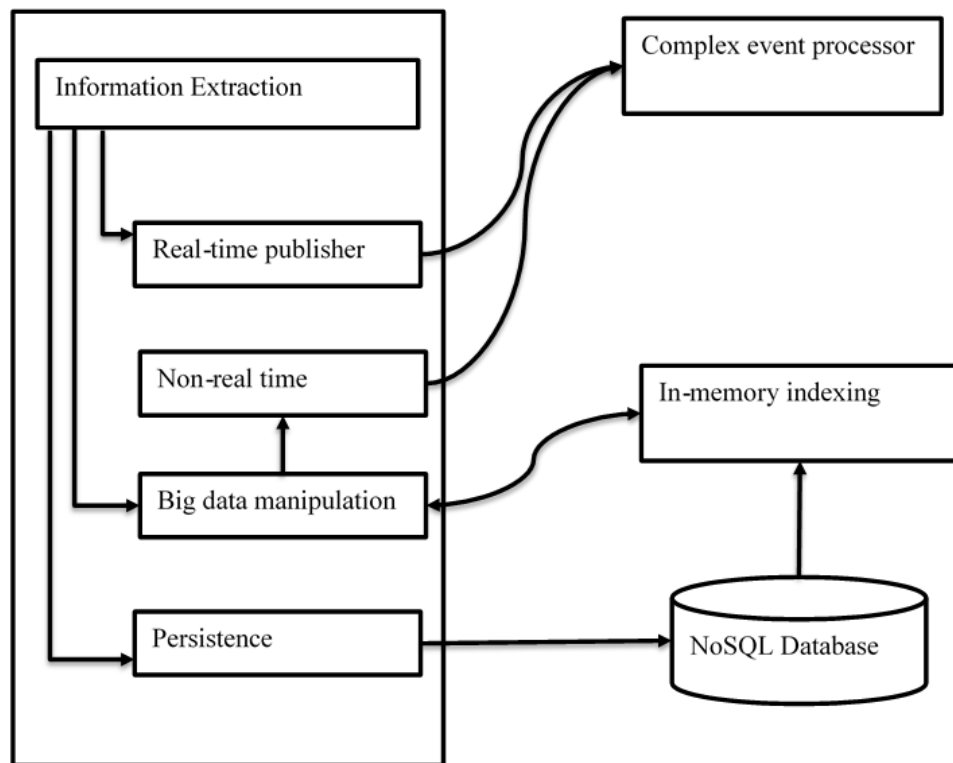 Information Extraction
Real-time publisher
Non-real time
Big data manipulation
Persistence
Complex event processor
In-memory indexing
NoSQL Database